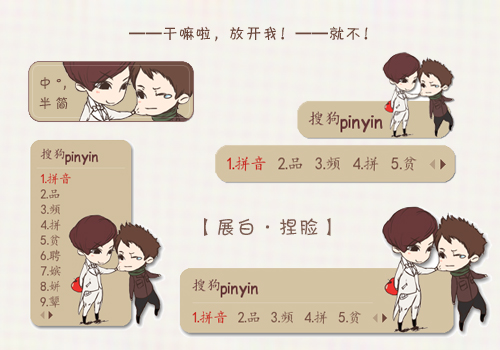 ——干嘛啦，放开我！——就不！
中 °，
半 简
搜狗pinyin
1.拼音 2.品 3.频 4.拼 5.贫
搜狗pinyin
1.拼音
2.品
3.频
4.拼
5.贫
6.聘
7.嫔
8.姘
9.颦
【展白·捏脸】
搜狗pinyin
1.拼音 2.品 3.频 4.拼 5.贫